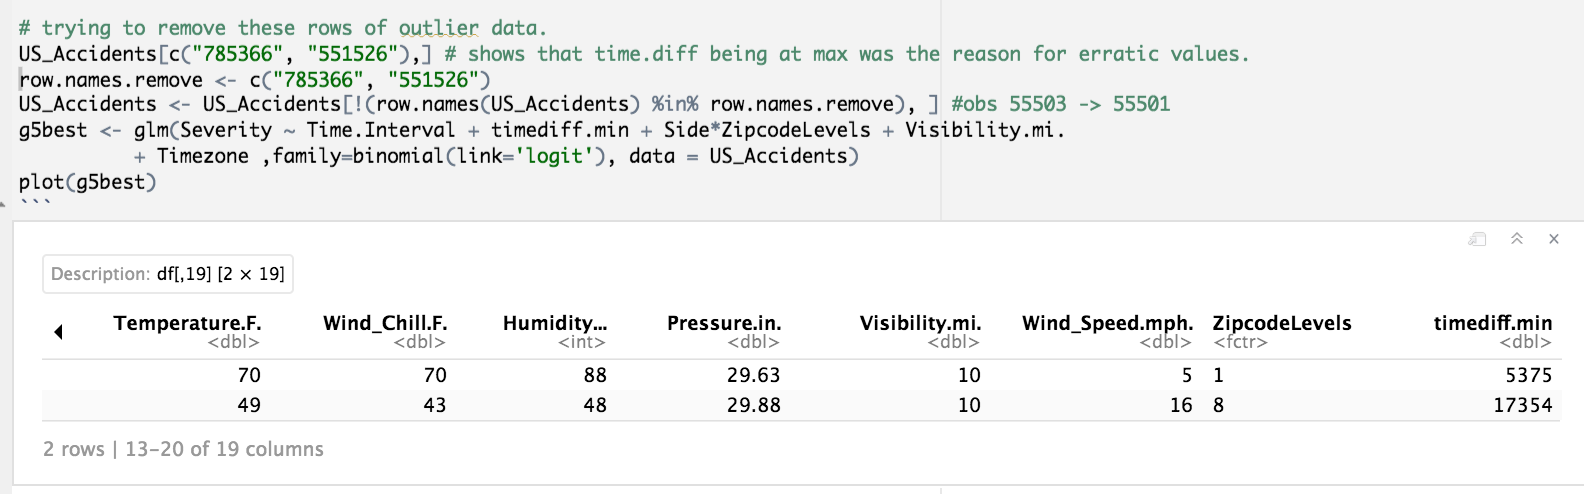 # trying to remove these rows of outlier data.
US_Accidents[c("785366", "551526"),] # shows that time.diff being at max was the reason for erratic values.
row.names.remove <- c("785366", "551526")
US_Accidents <- US_Accidents[!(row.names(US_Accidents) %in% row.names.remove), ] #obs 55503 -> 55501
g5best <- glm(Severity ~ Time.Interval + timediff.min + Side*ZipcodeLevels + Visibility.mi.
+ Timezone ,family=binomial(link='logit'), data = US_Accidents)
plot(g5best)
```
Description: df[,19] [2 × 19]
Temperature.F. Wind_Chill.F. Humidity... Pressure.in. Visibility.mi. Wind_Speed.mph. ZipcodeLevels timediff.min
<dbl> <dbl> <int> <dbl> <dbl> <dbl> <fctr> <dbl>
70 70 88 29.63 10 5 1 5375
49 43 48 29.88 10 16 8 17354
2 rows | 13–20 of 19 columns